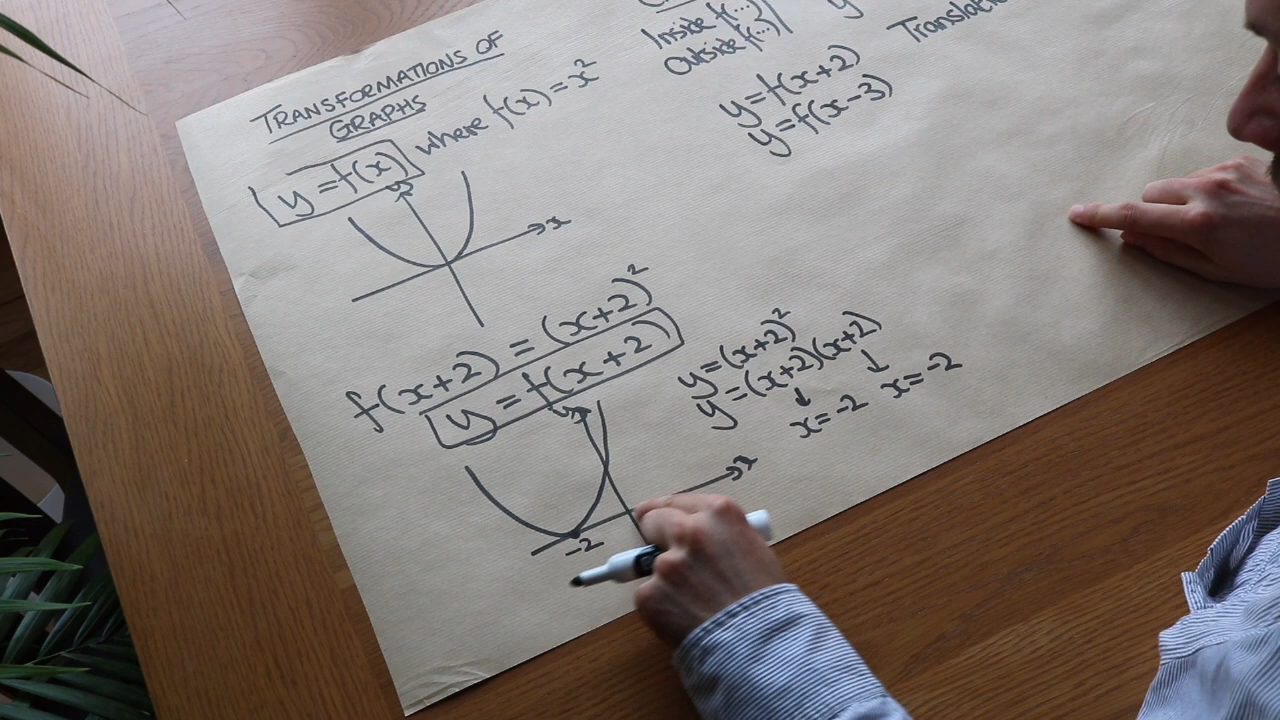 TRANSFORMATIONS OF
GRAPHS
y = f(x) where f(x) = x²
y
x
f(x+2) = (x+2)²
y = f(x+2)
y
x
-2
y = (x+2)²
y = (x+2)(x+2)
x = -2 x = -2
Inside f(...)
Outside f(...)
y
y = f(x+2)
y = f(x-3)